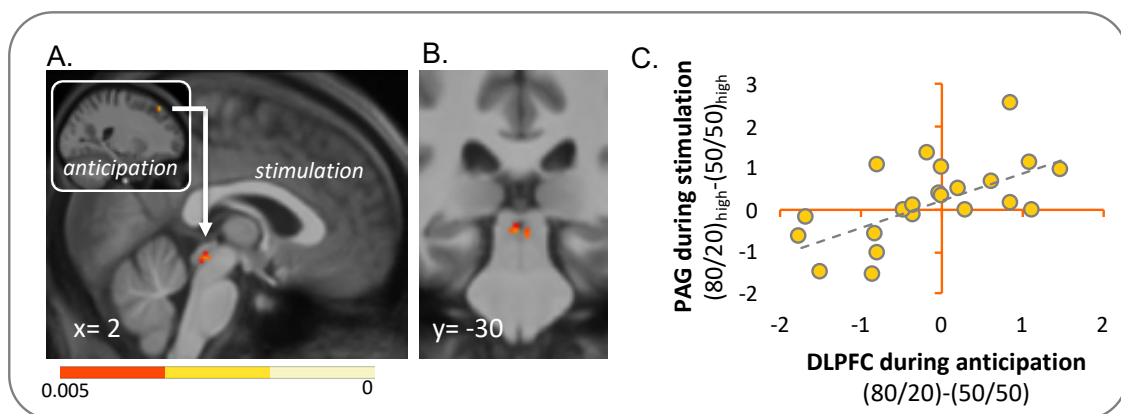 A.
anticipation
stimulation
x= 2
0.005
0
B.
y= -30
C.
PAG during stimulation
(80/20)high-(50/50)high
3
2
1
0
-1
-2
-2
-1
0
1
2
DLPFC during anticipation
(80/20)-(50/50)